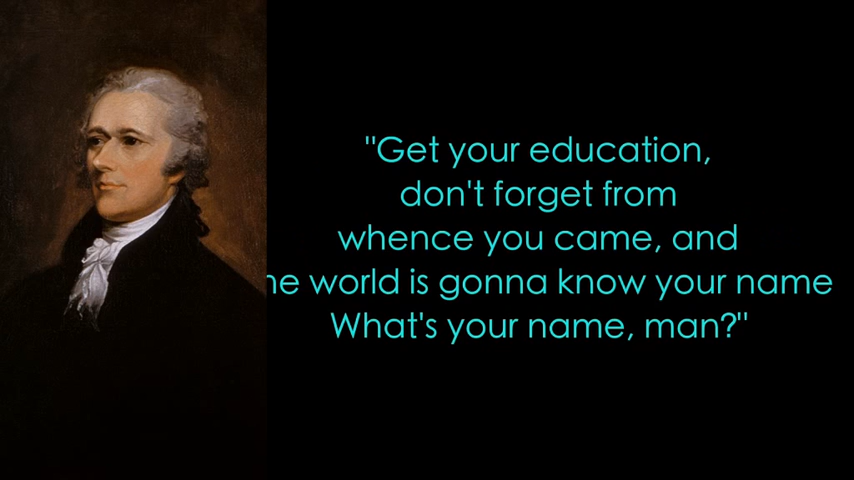 "Get your education,
don't forget from
whence you came, and
he world is gonna know your name
What's your name, man?"